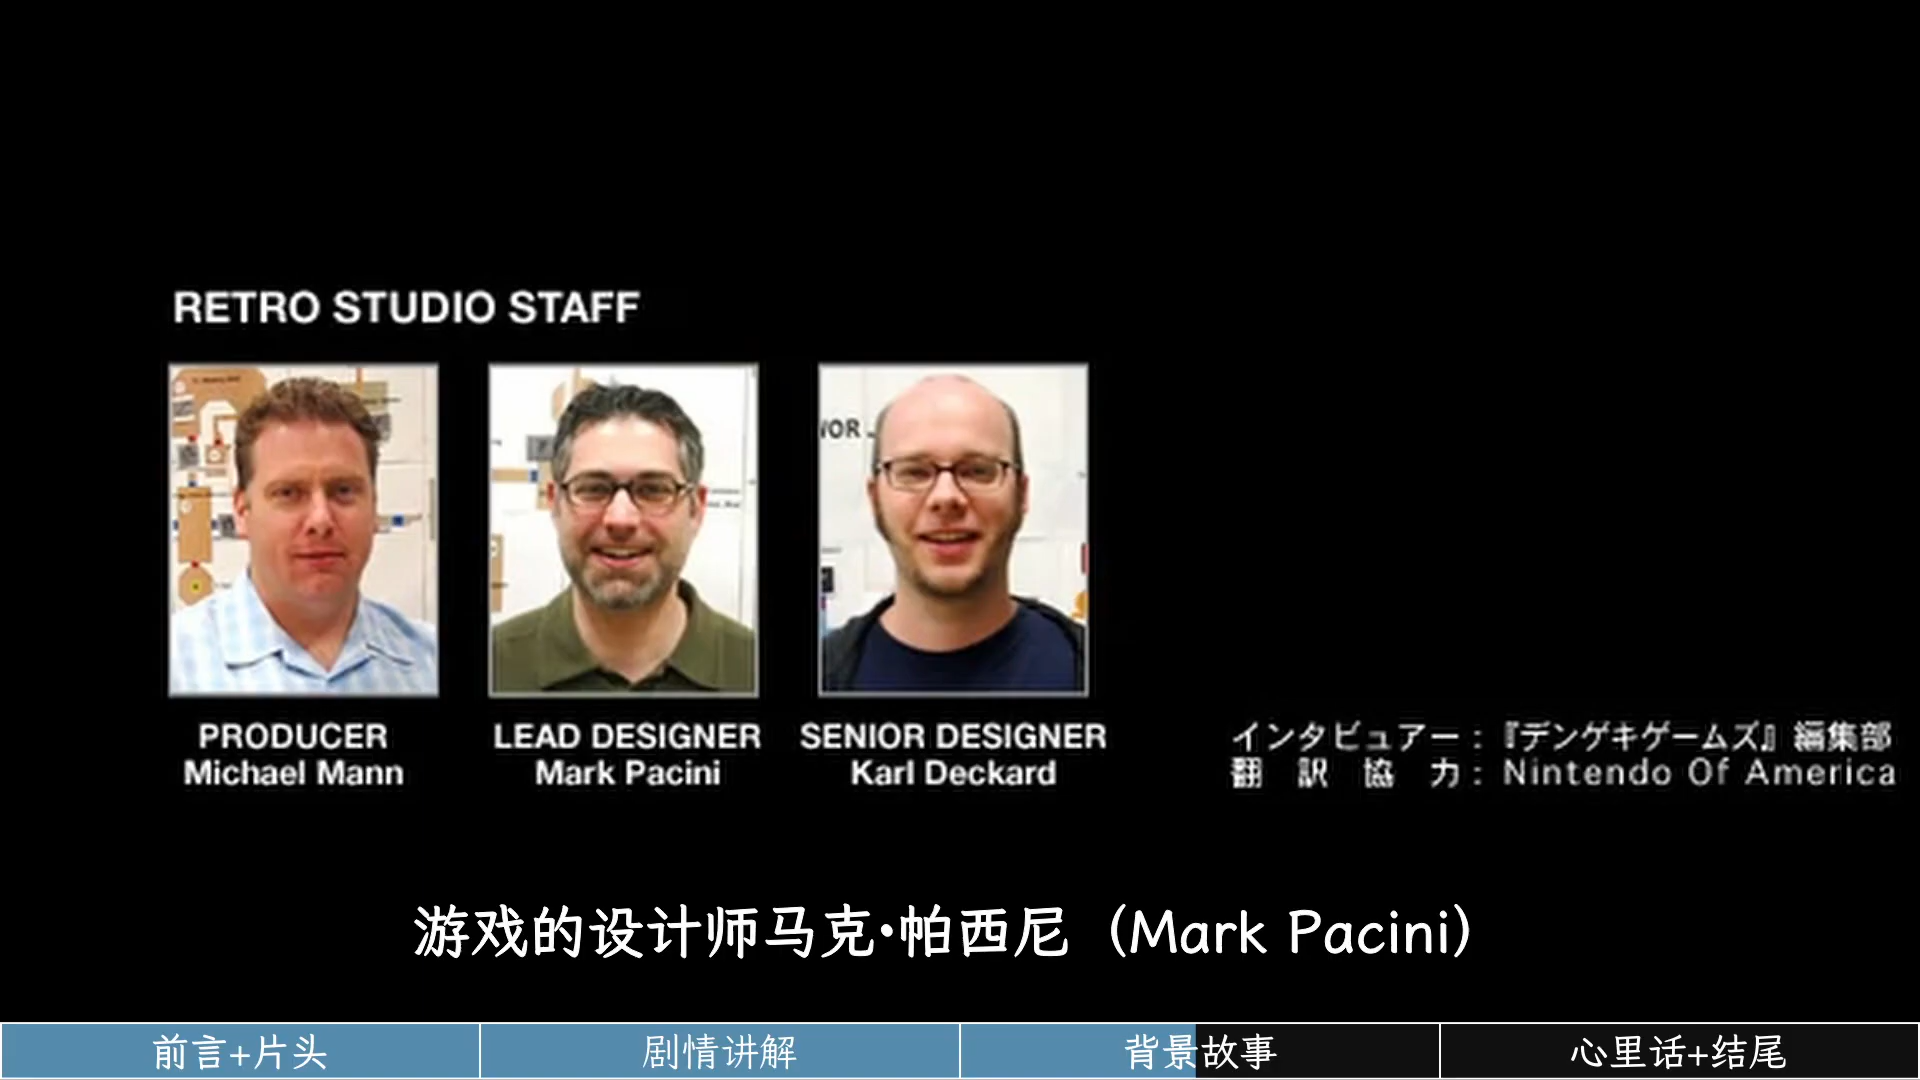 RETRO STUDIO STAFF
PRODUCER
Michael Mann
LEAD DESIGNER
Mark Pacini
SENIOR DESIGNER
Karl Deckard
インタビュアー：『デンゲキゲームズ』編集部
翻訳協力：Nintendo Of America
游戏的设计师马克·帕西尼（Mark Pacini）
前言+片头
剧情讲解
背景故事
心里话+结尾